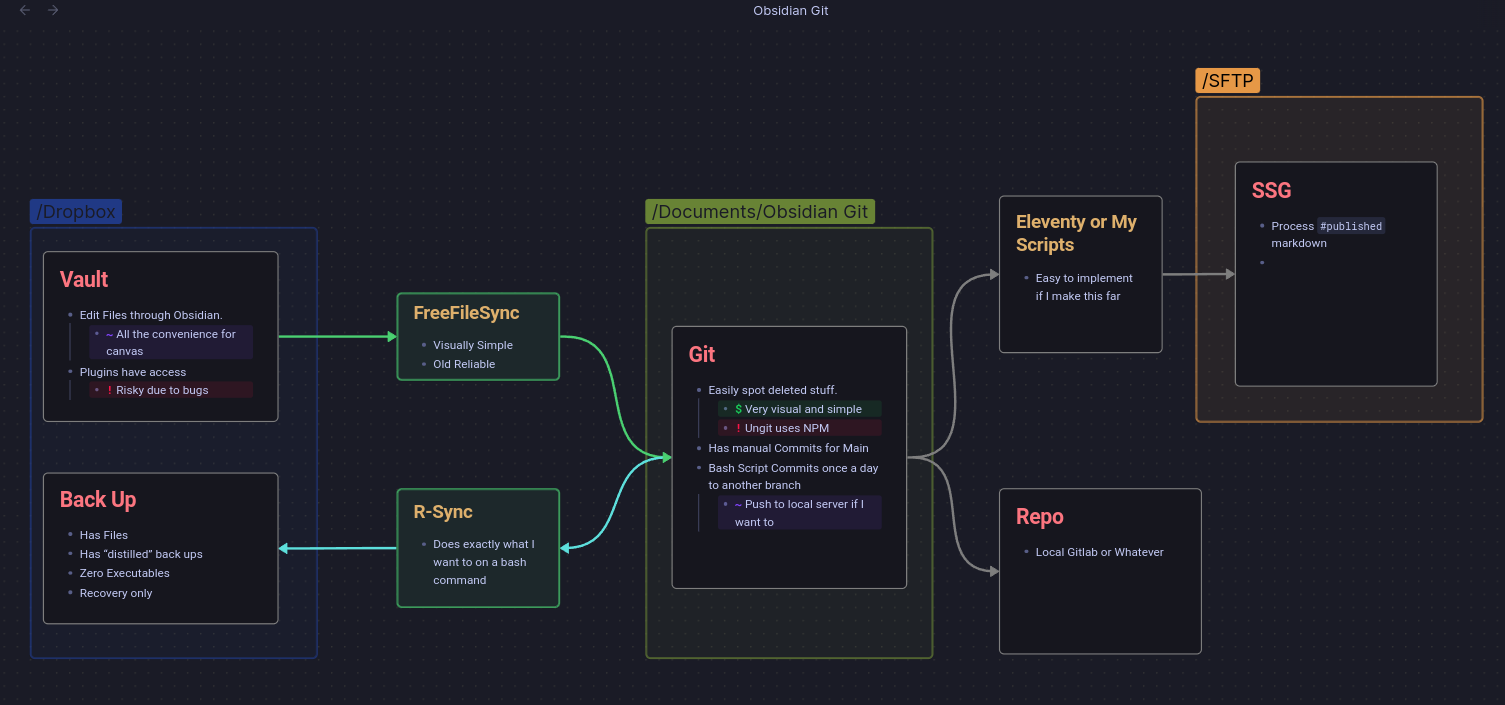 Obsidian Git
/Dropbox
Vault
Edit Files through Obsidian.
~ All the convenience for
canvas
Plugins have access
! Risky due to bugs
Back Up
Has Files
Has “distilled” back ups
Zero Executables
Recovery only
FreeFileSync
Visually Simple
Old Reliable
R-Sync
Does exactly what I
want to on a bash
command
/Documents/Obsidian Git
Git
Easily spot deleted stuff.
$ Very visual and simple
! Ungit uses NPM
Has manual Commits for Main
Bash Script Commits once a day
to another branch
~ Push to local server if I
want to
Eleventy or My
Scripts
Easy to implement
if I make this far
Repo
Local Gitlab or Whatever
/SFTP
SSG
Process #published
markdown